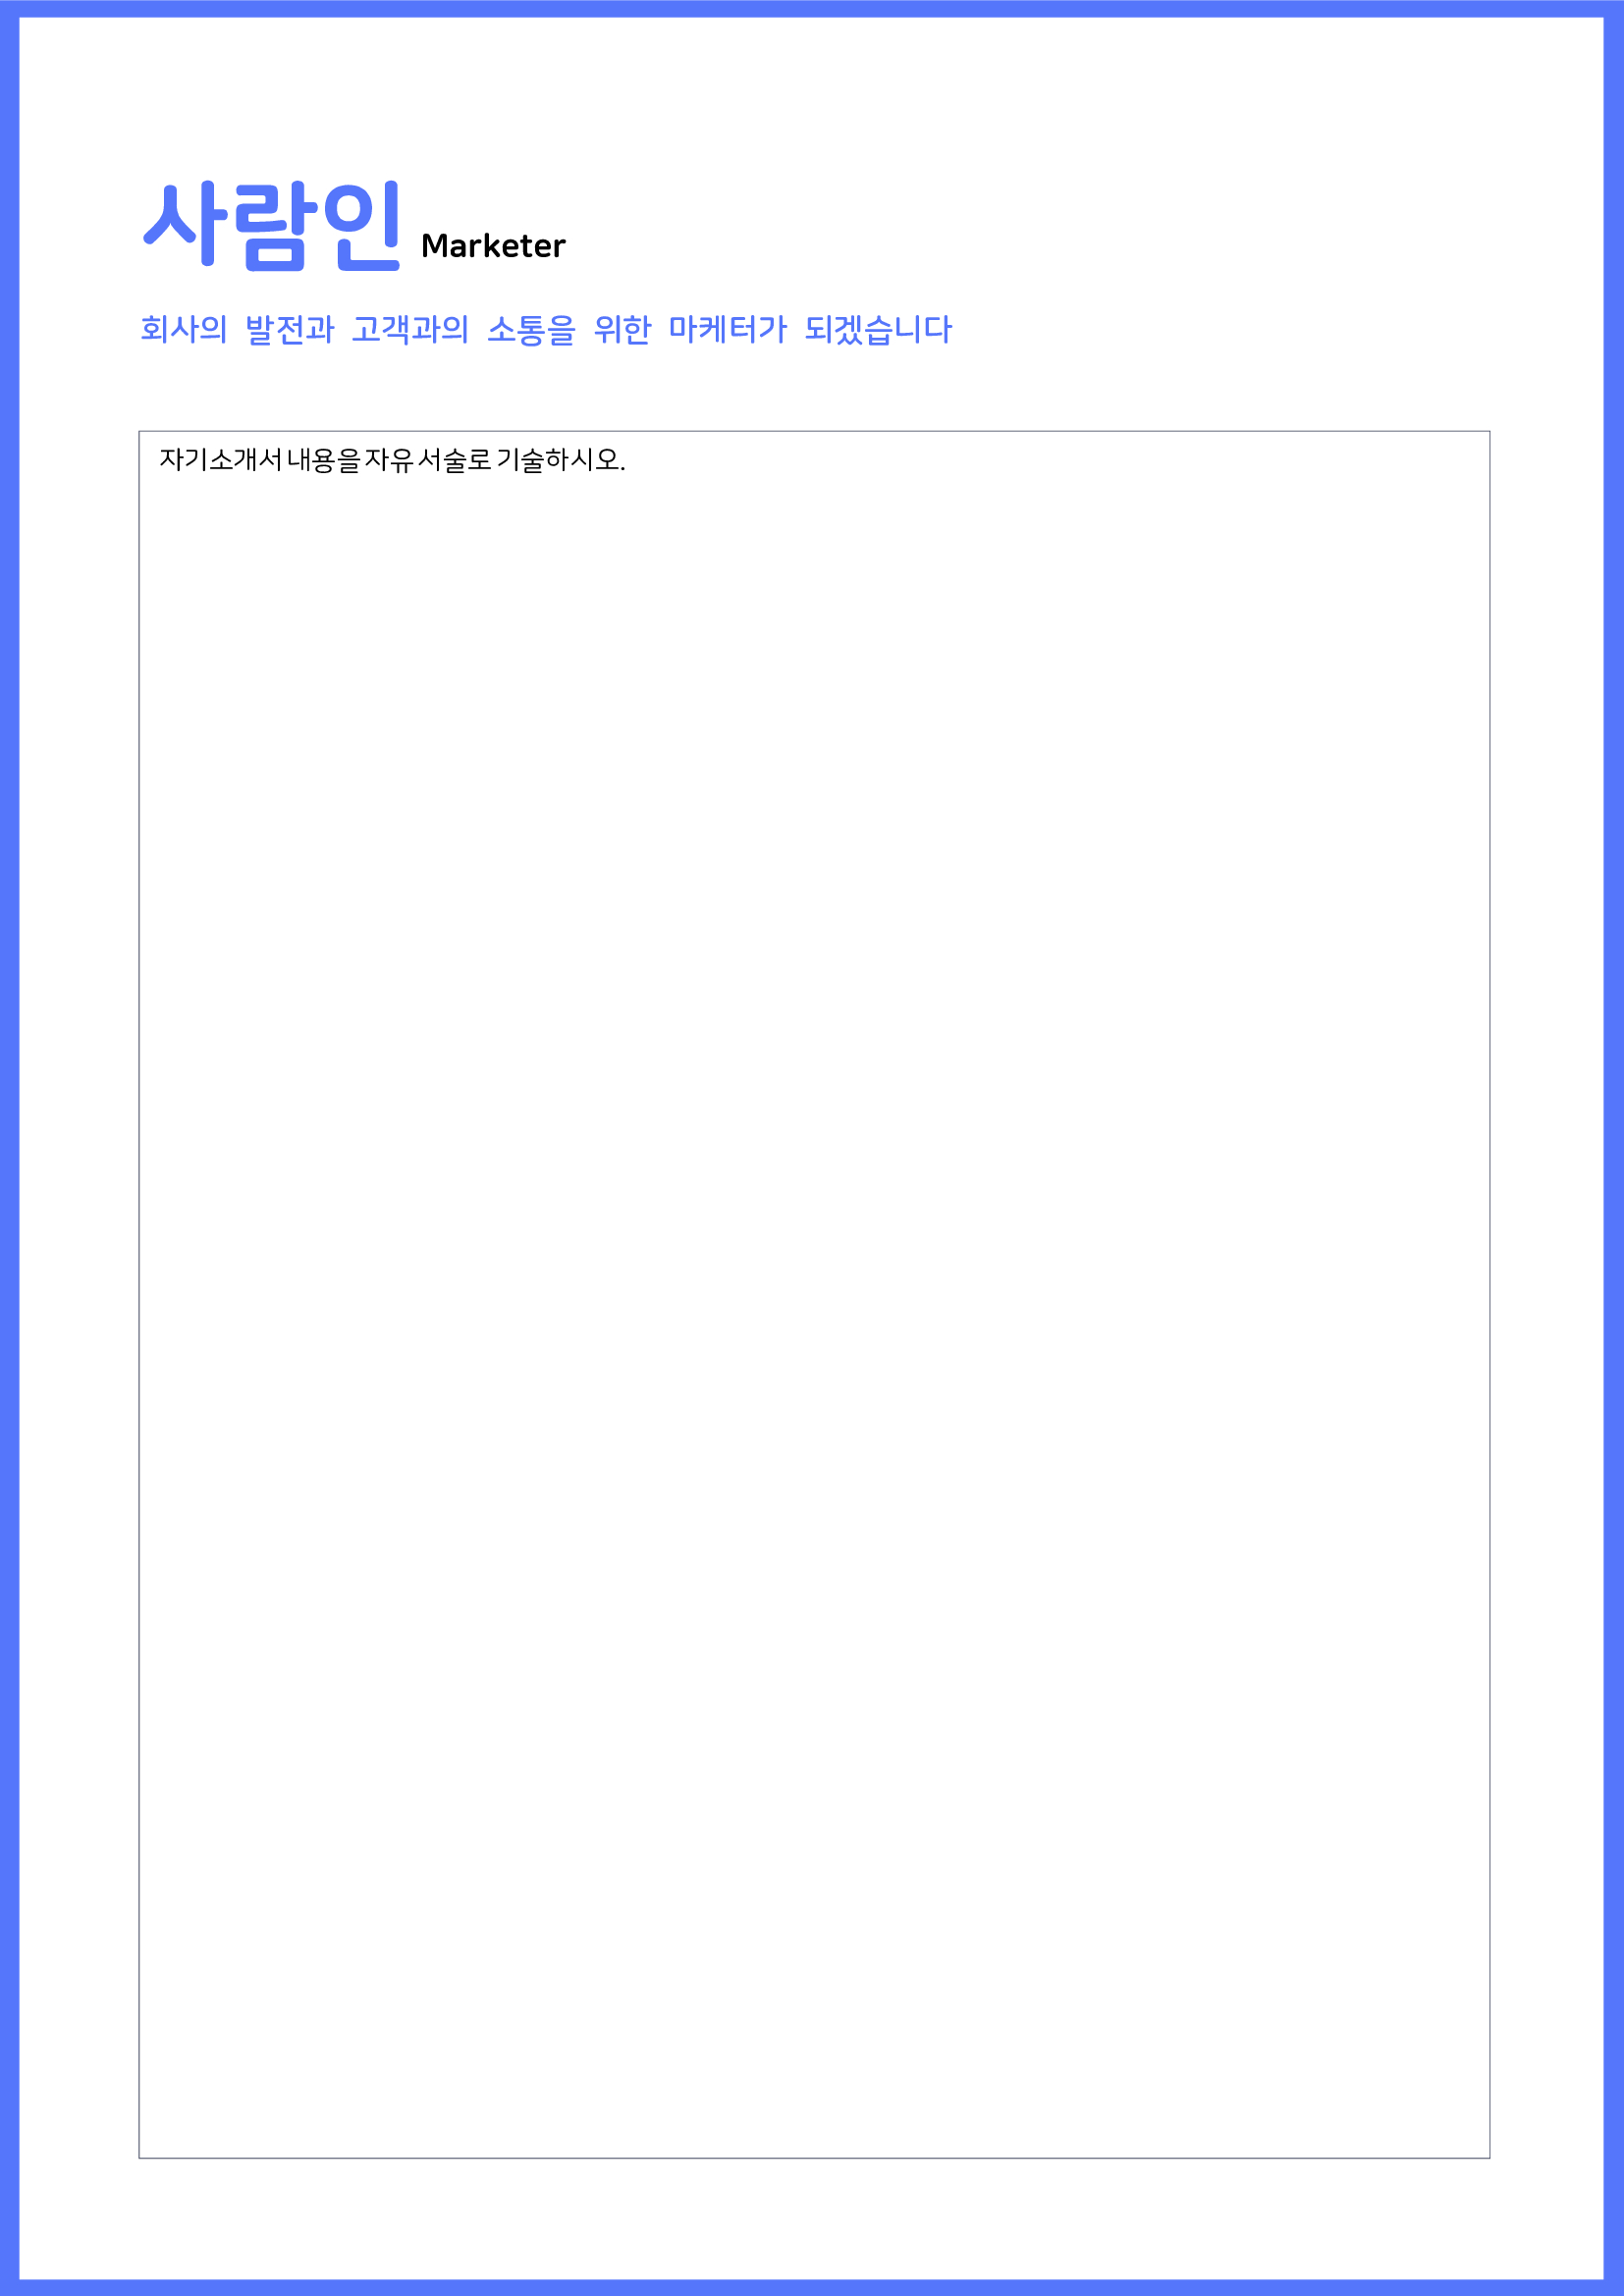 사람인 Marketer
회사의 발전과 고객과의 소통을 위한 마케터가 되겠습니다
자기소개서 내용을 자유 서술로 기술하시오.